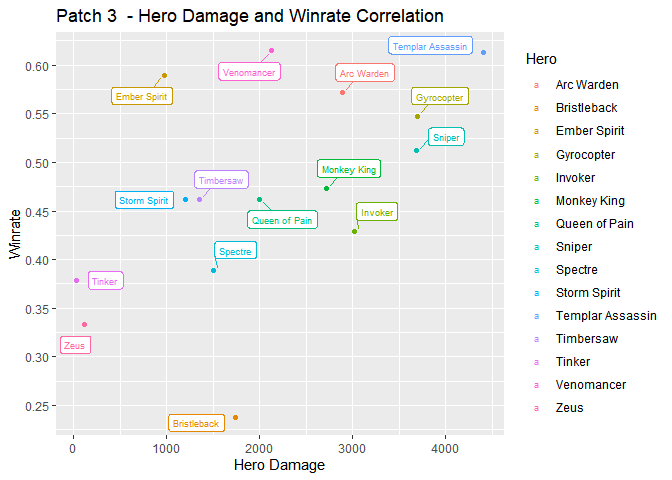 Patch 3  - Hero Damage and Winrate Correlation
Templar Assassin
Venomancer
Arc Warden
Ember Spirit
Gyrocopter
Sniper
Monkey King
Timbersaw
Storm Spirit
Invoker
Queen of Pain
Spectre
Tinker
Zeus
Bristleback
0.60
0.55
0.50
0.45
0.40
0.35
0.30
0.25
Winrate
0
1000
2000
3000
4000
Hero Damage
Hero
a Arc Warden
a Bristleback
a Ember Spirit
a Gyrocopter
a Invoker
a Monkey King
a Queen of Pain
a Sniper
a Spectre
a Storm Spirit
a Templar Assassin
a Timbersaw
a Tinker
a Venomancer
a Zeus